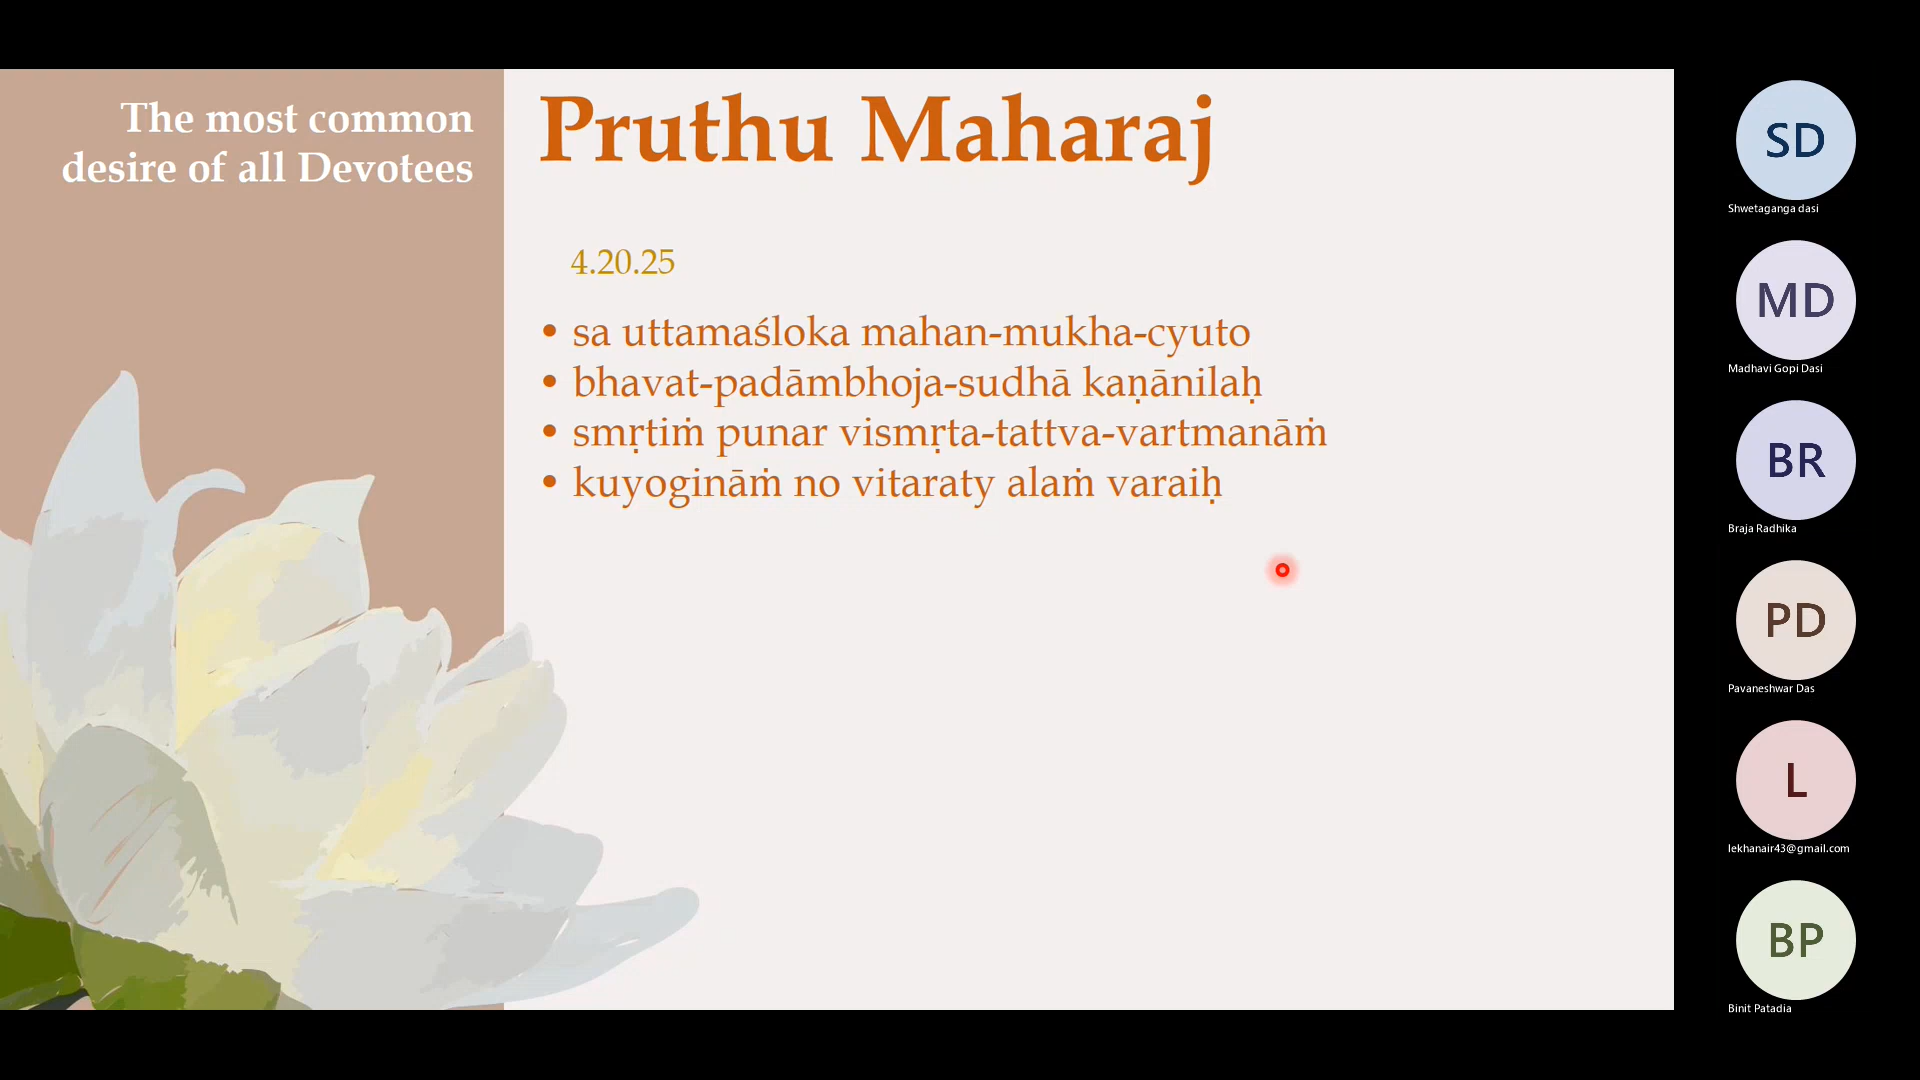 The most common
desire of all Devotees
Pruthu Maharaj
4.20.25
• sa uttamaśloka mahan-mukha-cyuto
• bhavat-padāmbhoja-sudhā kaṇānilaḥ
• smṛtiṁ punar vismṛta-tattva-vartmanāṁ
• kuyogināṁ no vitaraty alaṁ varaiḥ
SD
Shwetaganga dasi
MD
Madhavi Gopi Dasi
BR
Braja Radhika
PD
Pavaneshwar Das
L
lekhanair43@gmail.com
BP
Binit Patadia